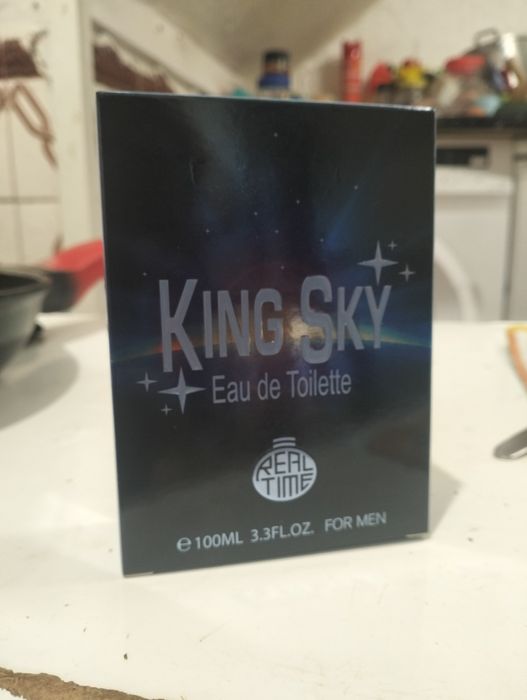 KING SKY
Eau de Toilette
REAL
TIME
℮100ML 3.3FL.OZ. FOR MEN